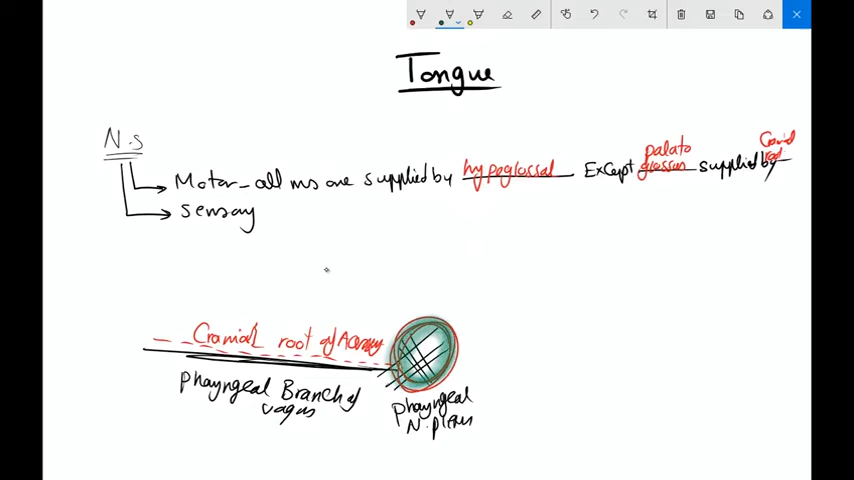 Tongue
N.S
Motor - all ms are supplied by hypoglossal Except palato glossus supplied by Cranial root
Sensory
Cranial root of Accessory
Pharyngeal Branch of
vagus
pharyngeal
N. plexus